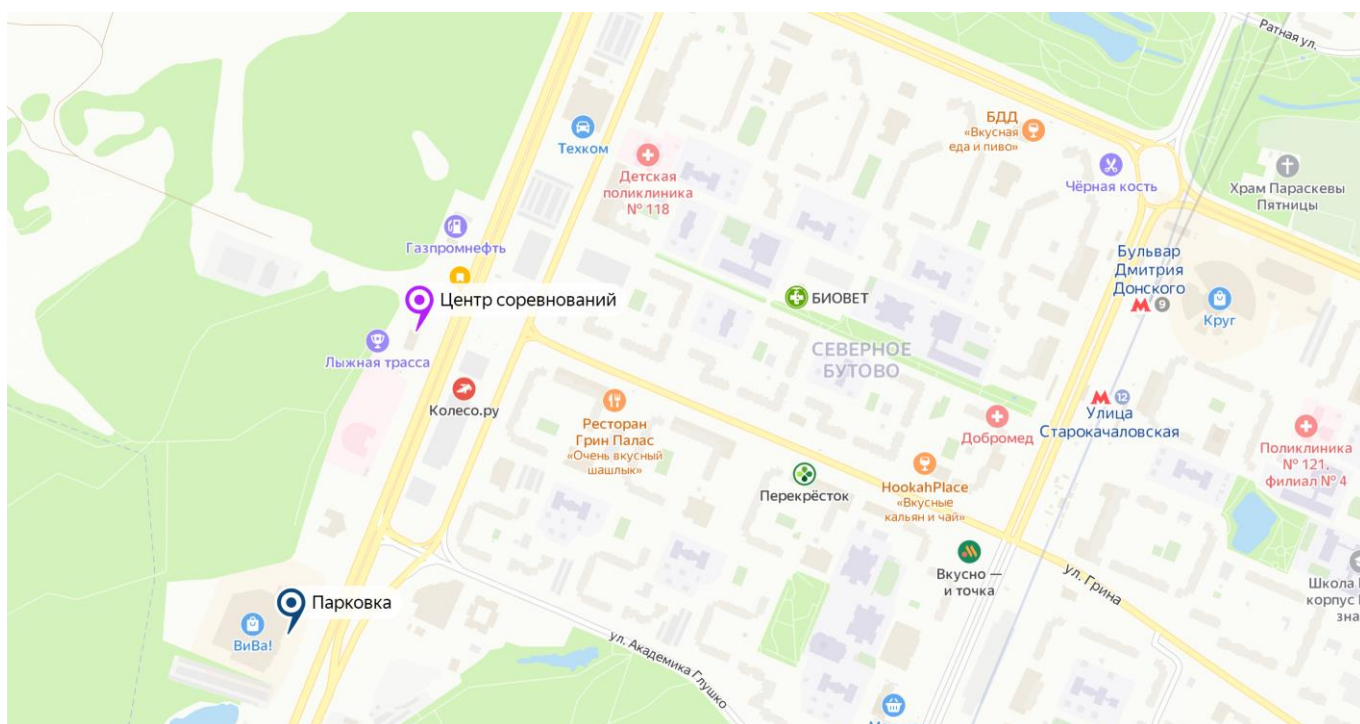 Ратная ул.
БДД
«Вкусная
еда и пиво»
Техком
Детская
поликлиника
№ 118
Чёрная кость
Храм Параскевы
Пятницы
Газпромнефть
Бульвар
Дмитрия
Донского
9
Центр соревнований
БИОВЕТ
Круг
СЕВЕРНОЕ
БУТОВО
Лыжная трасса
Колесо.ру
12
Улица
Старокачаловская
Ресторан
Грин Палас
«Очень вкусный
шашлык»
Добромед
Поликлиника
№ 121,
филиал № 4
Перекрёсток
HookahPlace
«Вкусные
кальян и чай»
Вкусно —
и точка
ул. Грина
Школа
корпус
Парковка
ВиВа!
ул. Академика Глушко